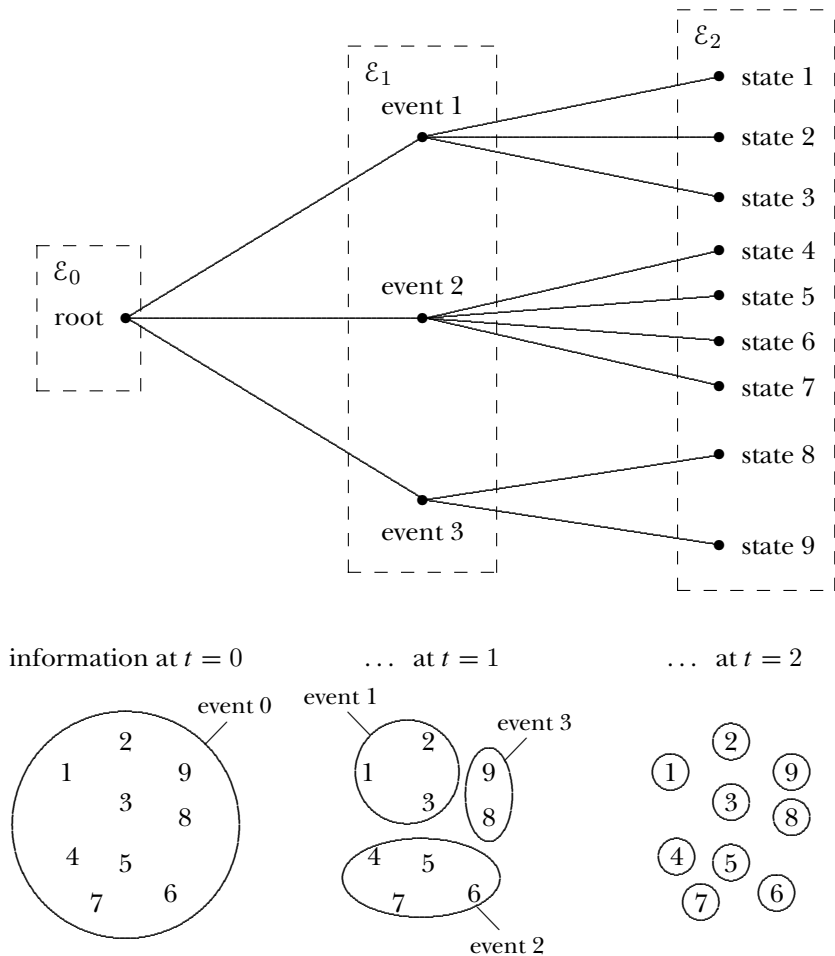 ℰ₂
state 1
ℰ₁
event 1
state 2
state 3
ℰ₀
state 4
event 2
state 5
root
state 6
state 7
state 8
event 3
state 9
information at t = 0
… at t = 1
… at t = 2
event 0
event 1
event 3
2
1
9
3
8
4
5
7
6
2
1
9
3
8
4
5
7
6
event 2
2
1
9
3
8
4
5
7
6